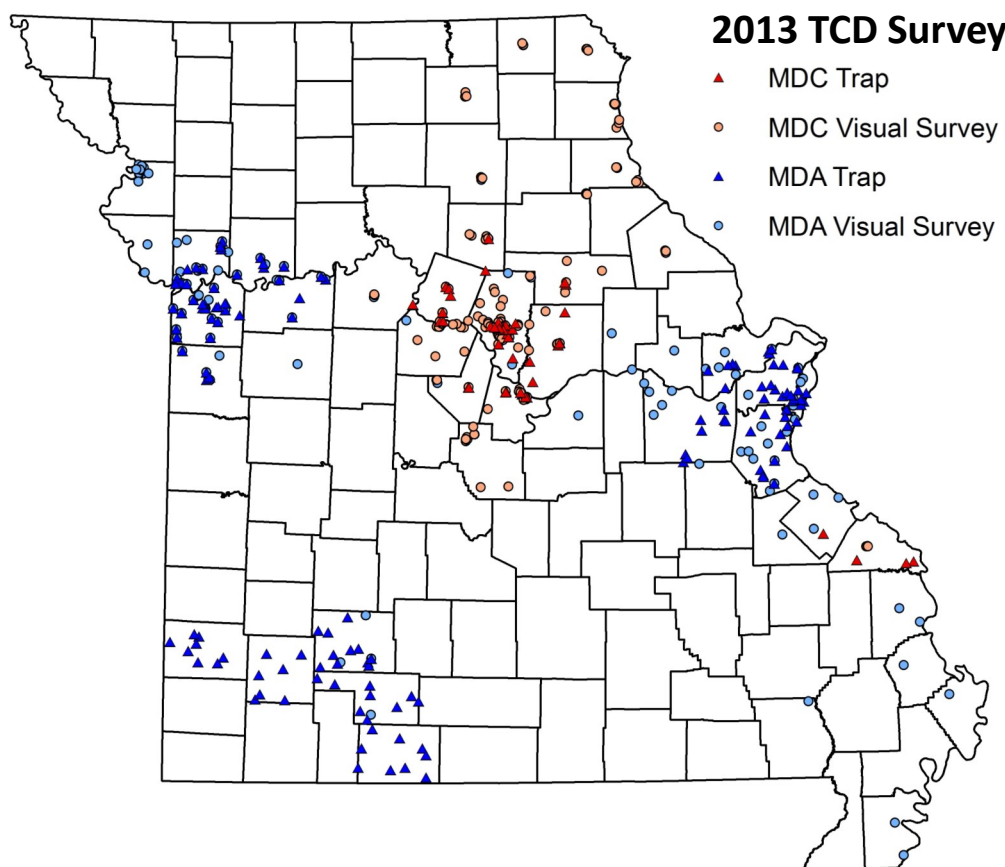 2013 TCD Survey
MDC Trap
MDC Visual Survey
MDA Trap
MDA Visual Survey